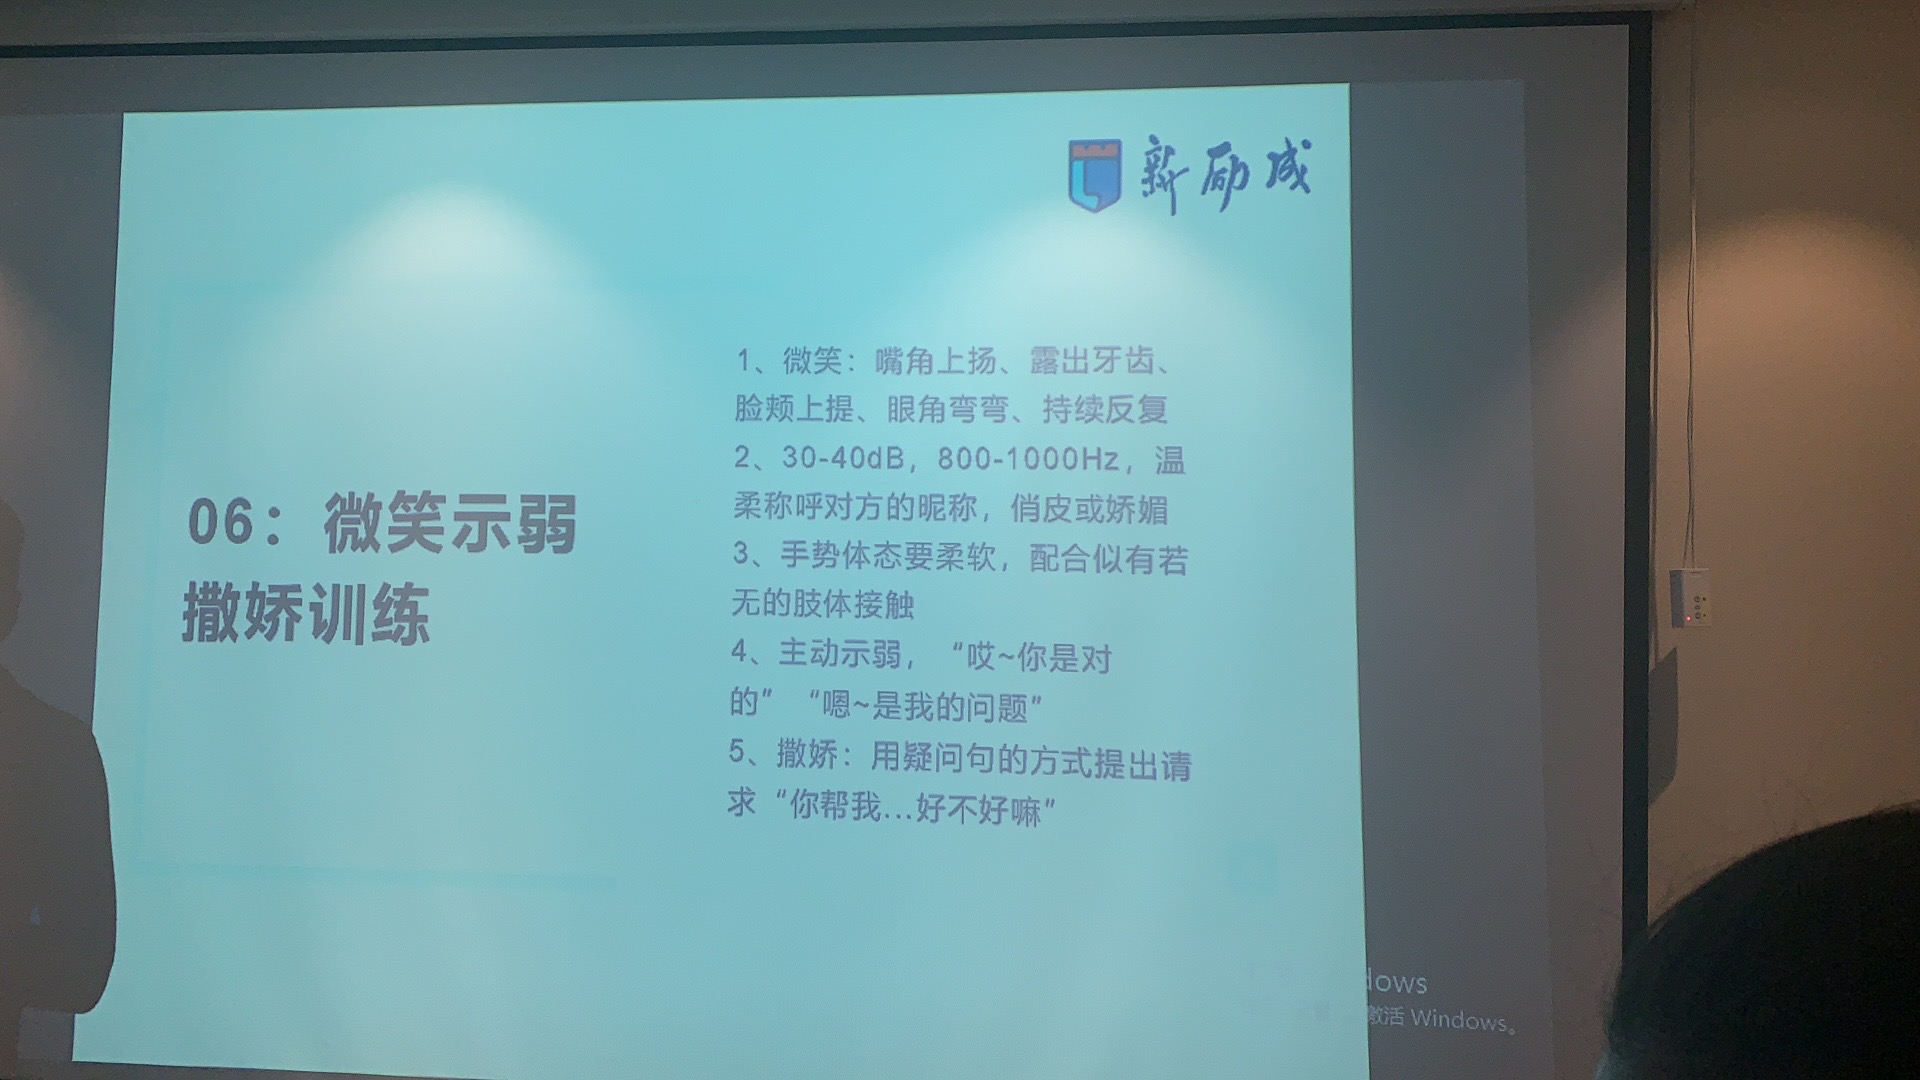 新励成
06：微笑示弱
撒娇训练
1、微笑：嘴角上扬、露出牙齿、
脸颊上提、眼角弯弯、持续反复
2、30-40dB，800-1000Hz，温
柔称呼对方的昵称，俏皮或娇媚
3、手势体态要柔软，配合似有若
无的肢体接触
4、主动示弱，“哎~你是对
的”“嗯~是我的问题”
5、撒娇：用疑问句的方式提出请
求“你帮我...好不好嘛”
dows
激活 Windows。